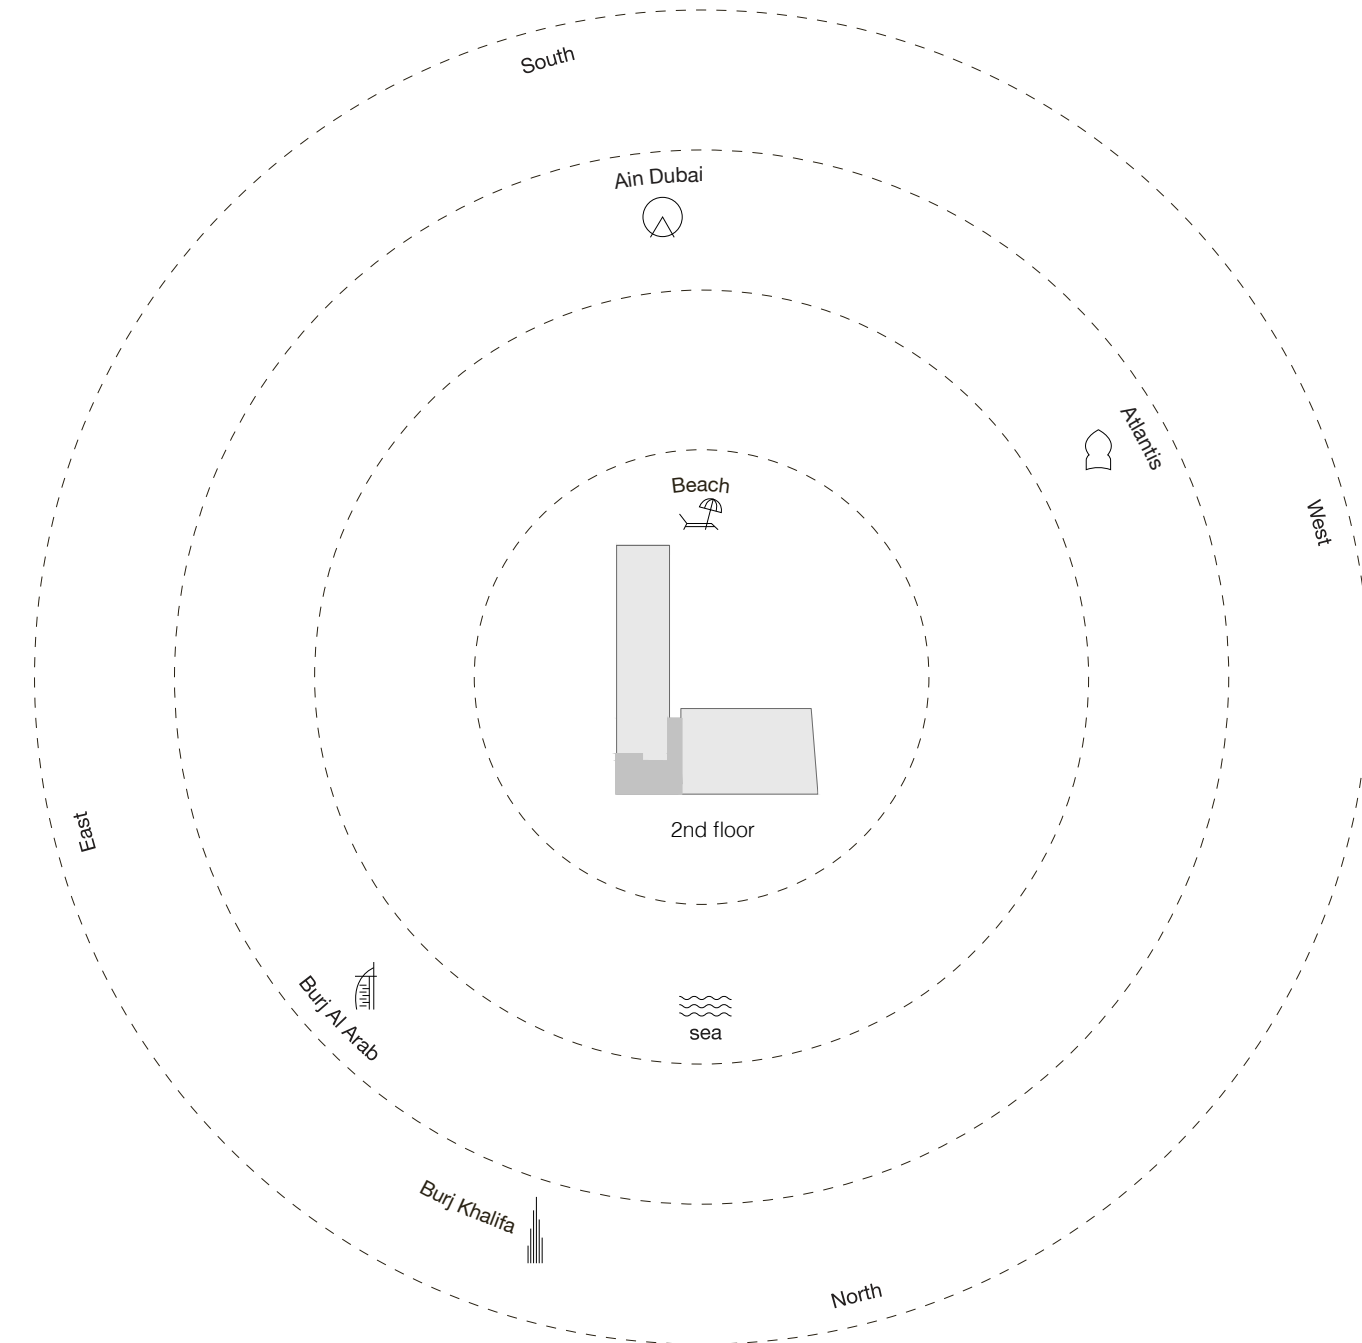 South
Ain Dubai
Atlantis
Beach
West
2nd floor
East
Burj Al Arab
sea
Burj Khalifa
North